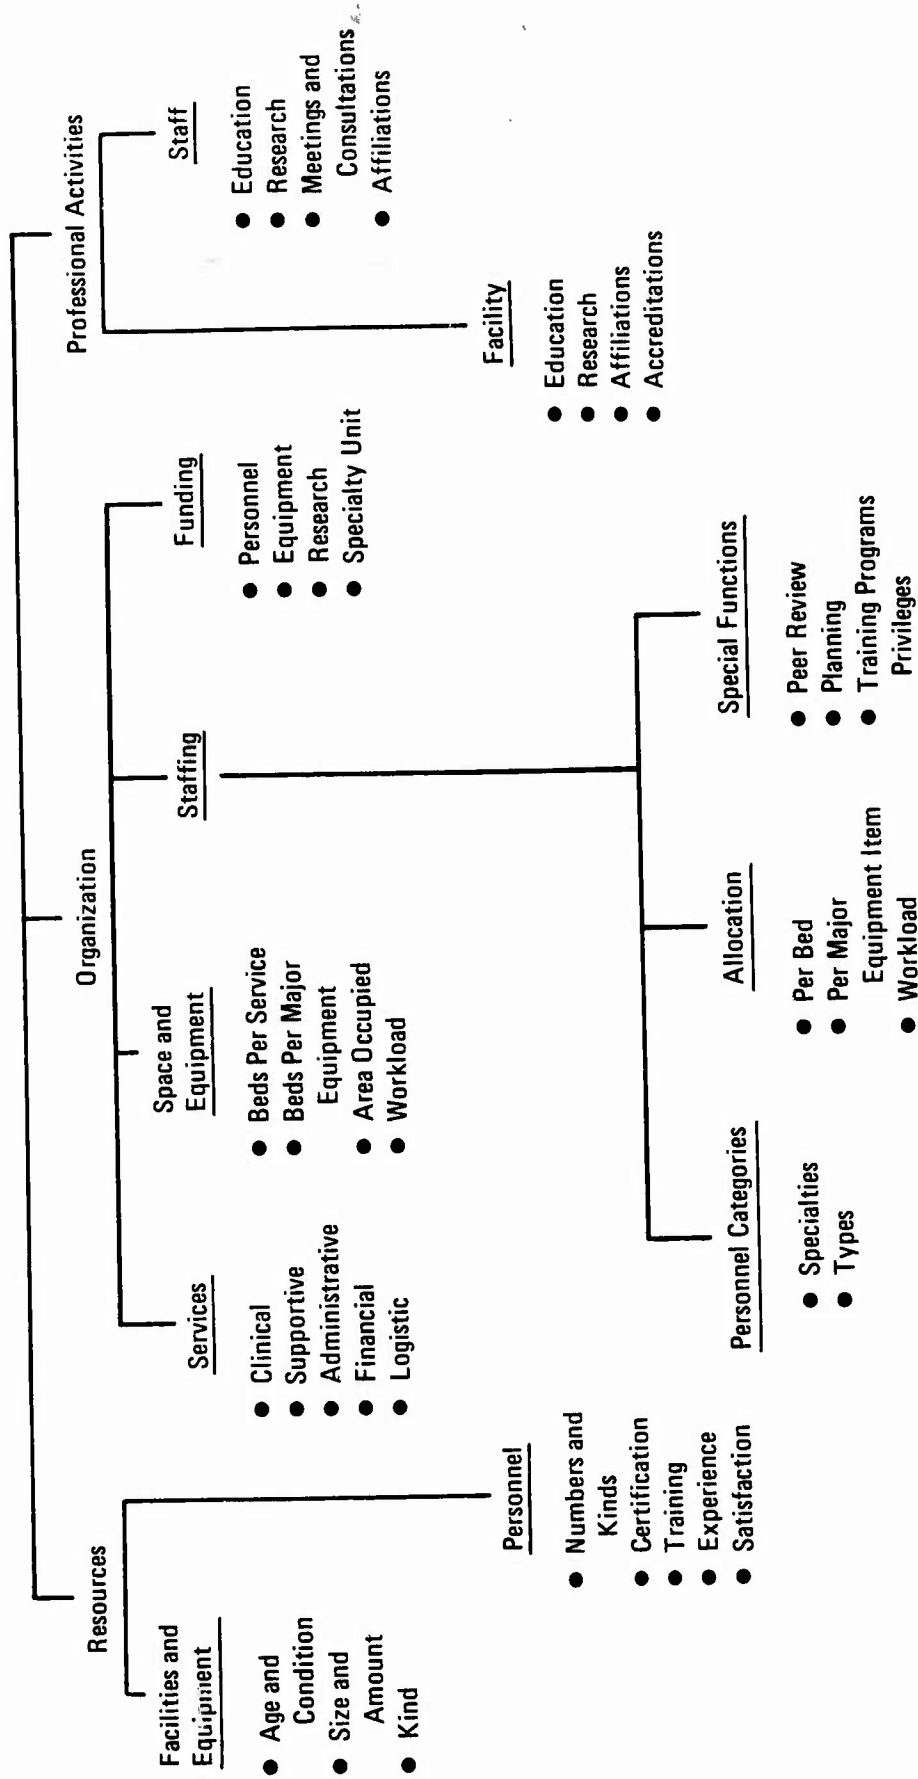 Resources
Facilities and
Equipment
● Age and
Condition
● Size and
Amount
● Kind
Personnel
● Numbers and
Kinds
● Certification
● Training
● Experience
● Satisfaction
Organization
Services
● Clinical
● Supportive
● Administrative
● Financial
● Logistic
Space and
Equipment
● Beds Per Service
● Beds Per Major
Equipment
● Area Occupied
● Workload
Staffing
Personnel Categories
● Specialties
● Types
Allocation
● Per Bed
● Per Major
Equipment Item
● Workload
Special Functions
● Peer Review
● Planning
● Training Programs
Privileges
Funding
● Personnel
● Equipment
● Research
● Specialty Unit
Professional Activities
Facility
● Education
● Research
● Affiliations
● Accreditations
Staff
● Education
● Research
● Meetings and
Consultations
● Affiliations